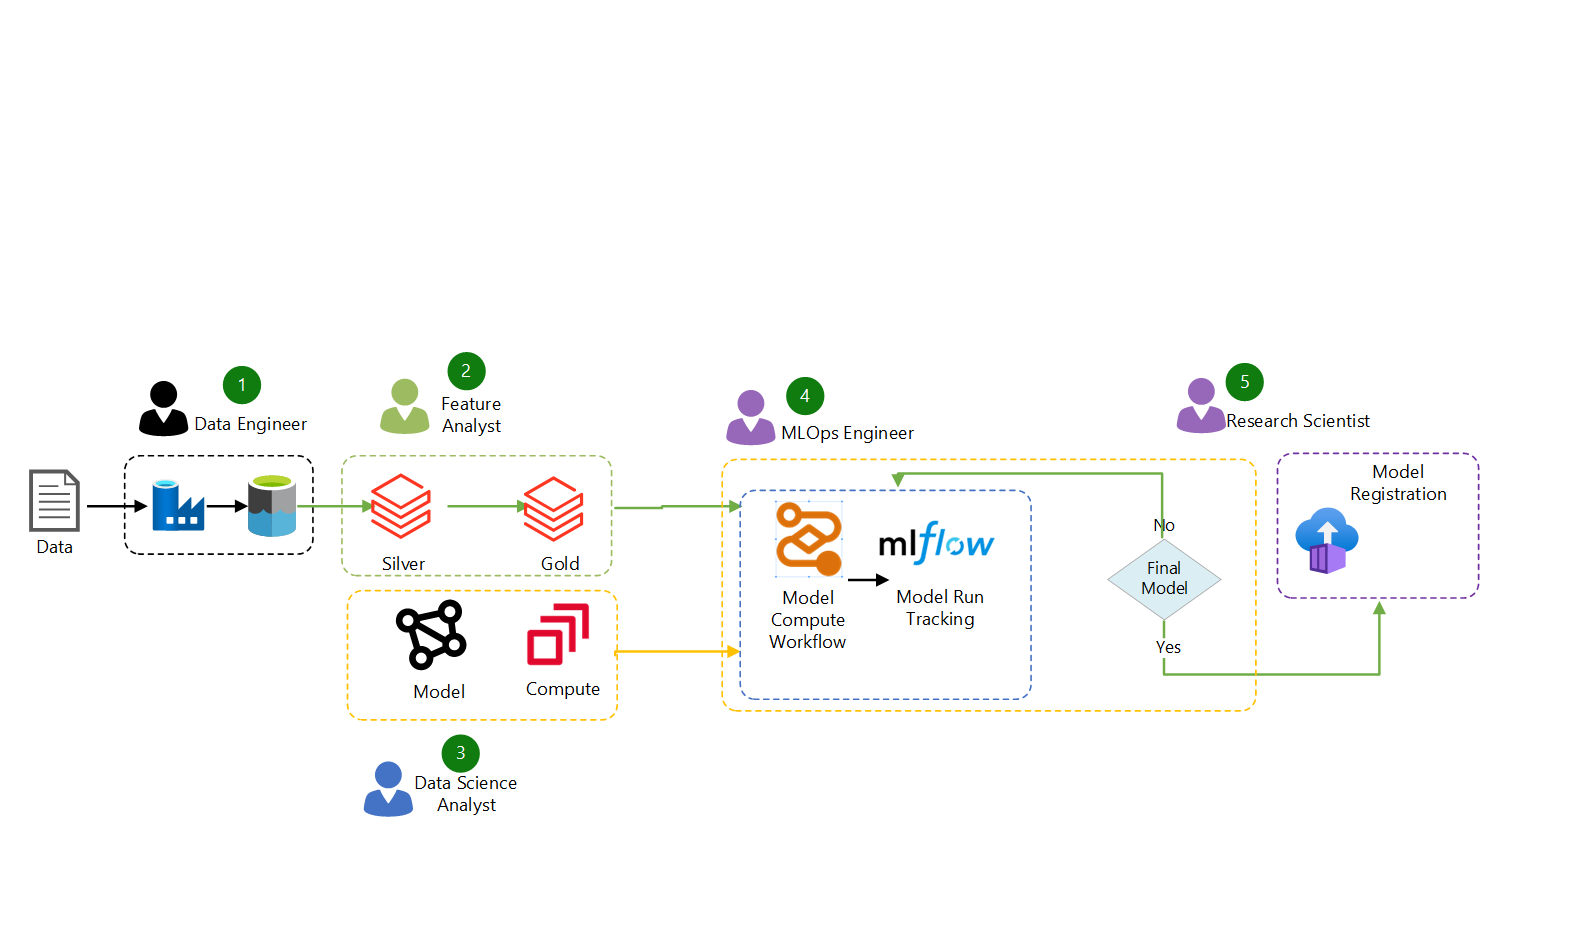 1
Data Engineer
2
Feature
Analyst
4
MLOps Engineer
5
Research Scientist
Data
Silver
Gold
Model
Compute
3
Data Science
Analyst
Model
Compute
Workflow
mlflow
Model Run
Tracking
No
Final
Model
Yes
Model
Registration